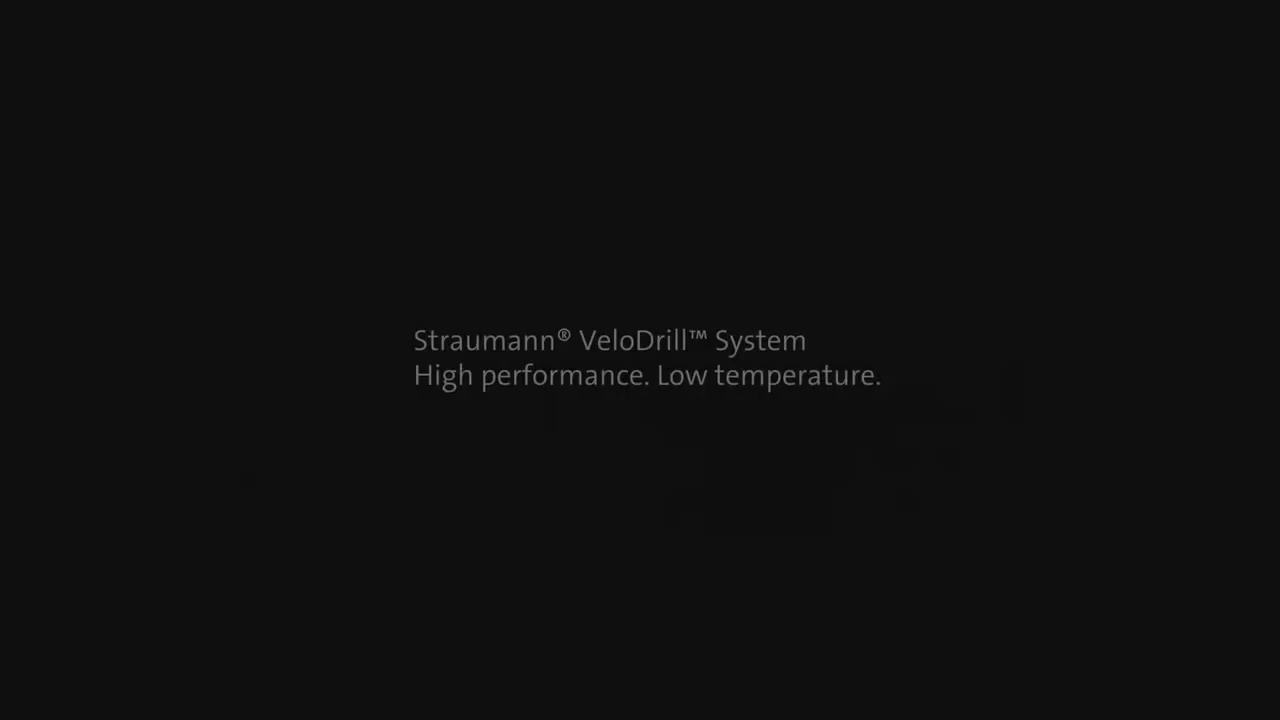 Straumann® VeloDrill™ System
High performance. Low temperature.